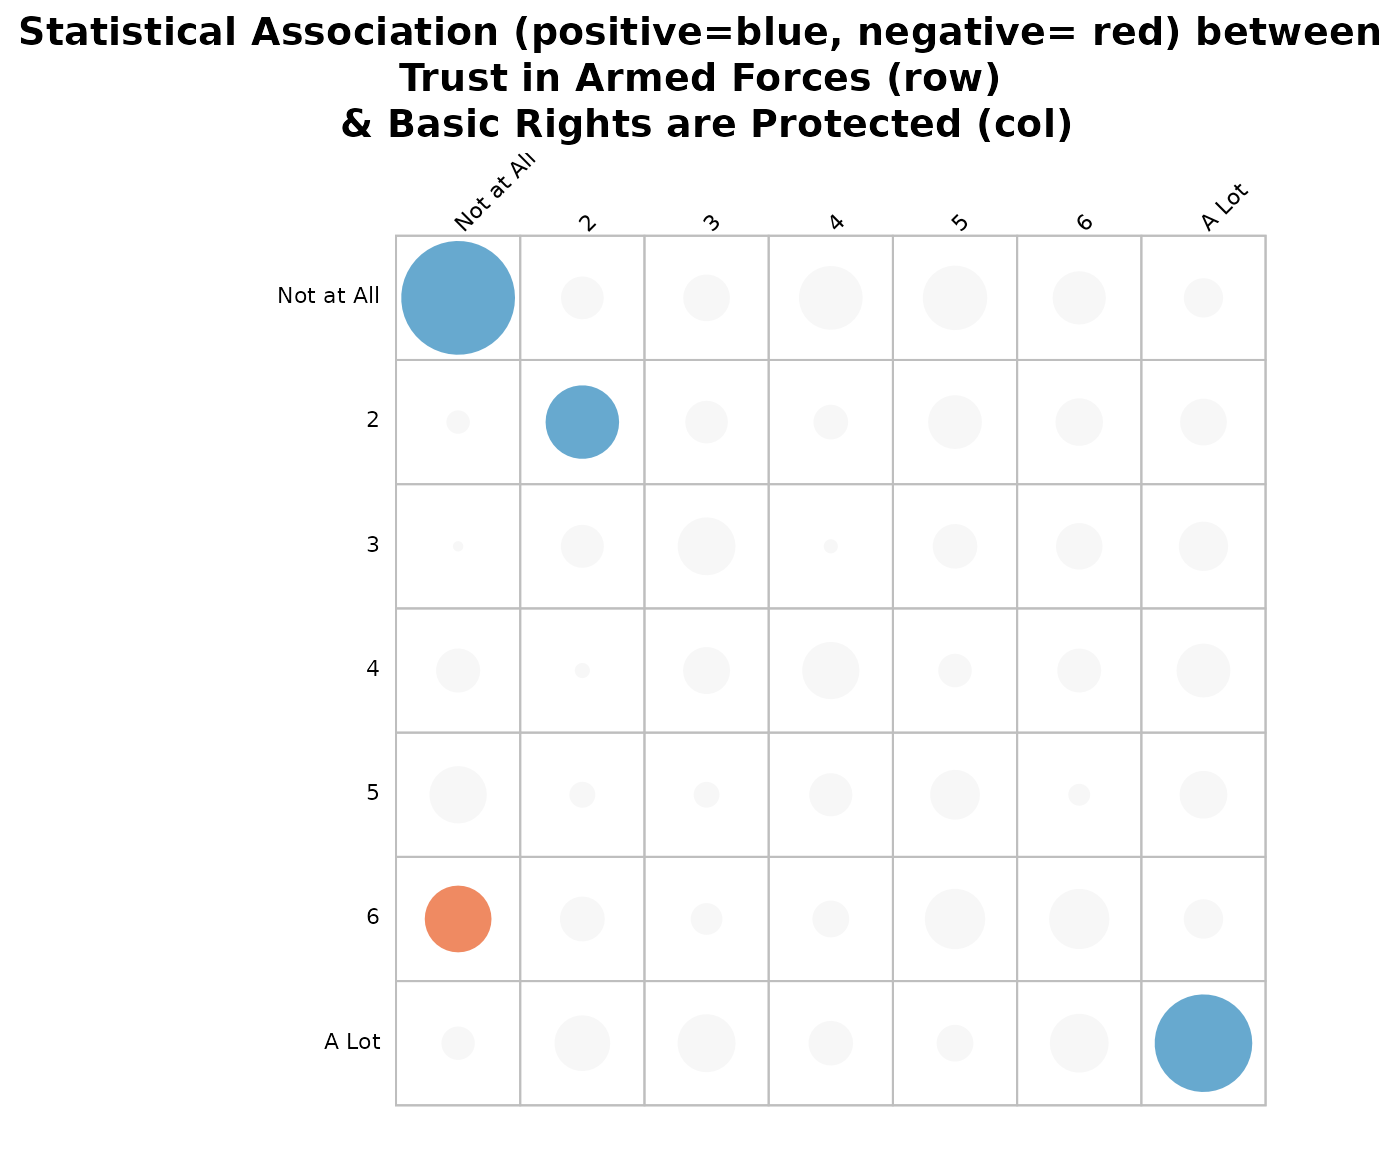 Statistical Association (positive=blue, negative= red) between
Trust in Armed Forces (row)
& Basic Rights are Protected (col)
Not at All 2 3 4 5 6 A Lot
Not at All
2
3
4
5
6
A Lot